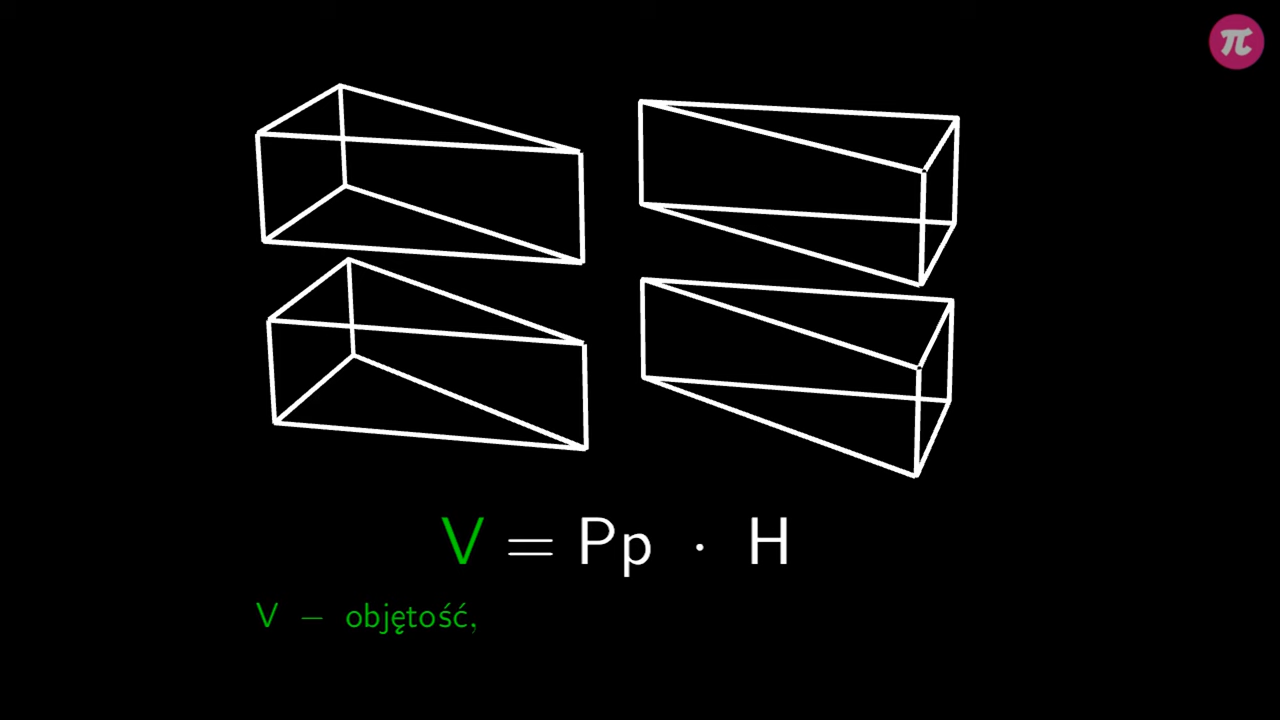 π
V = Pp · H
V – objętość,